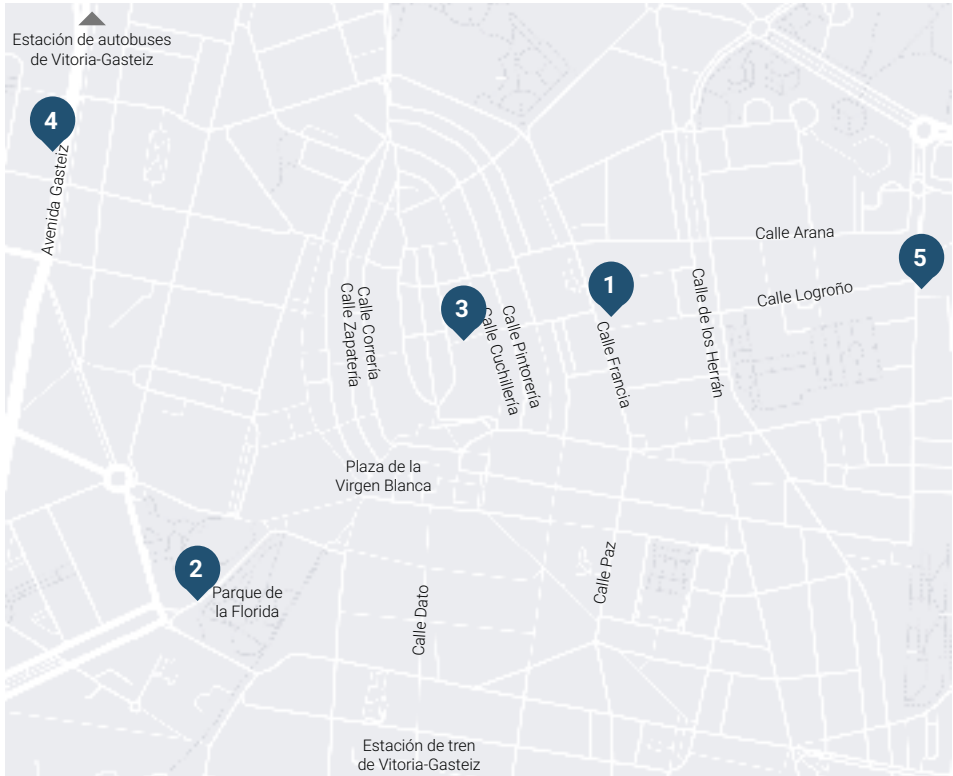 Estación de autobuses
de Vitoria-Gasteiz
4
Avenida Gasteiz
Calle Arana
5
Calle Logroño
1
3
Calle de los Herrán
Calle Correría
Calle Zapatería
Calle Pintorería
Calle Cuchillería
Calle Francia
Plaza de la
Virgen Blanca
2
Parque de
la Florida
Calle Dato
Calle Paz
Estación de tren
de Vitoria-Gasteiz